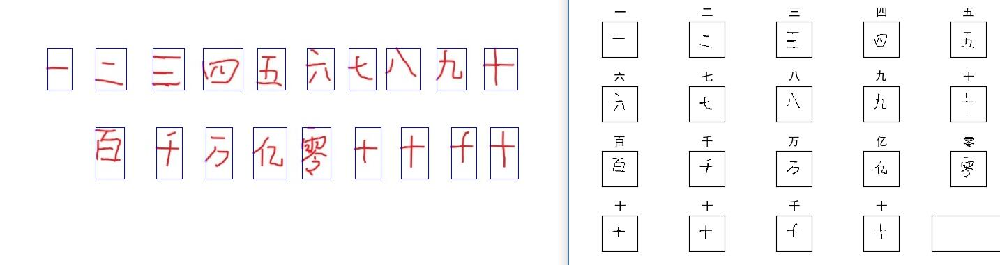 一 二 三 四 五 六 七 八 九 十
百 千 万 亿 零 十 十 十 十
一 二 三 四 五
一 二 三 四 五
六 七 八 九 十
六 七 八 九 十
百 千 万 亿 零
百 千 万 亿 零
十 十 千 十
十 十 十 十